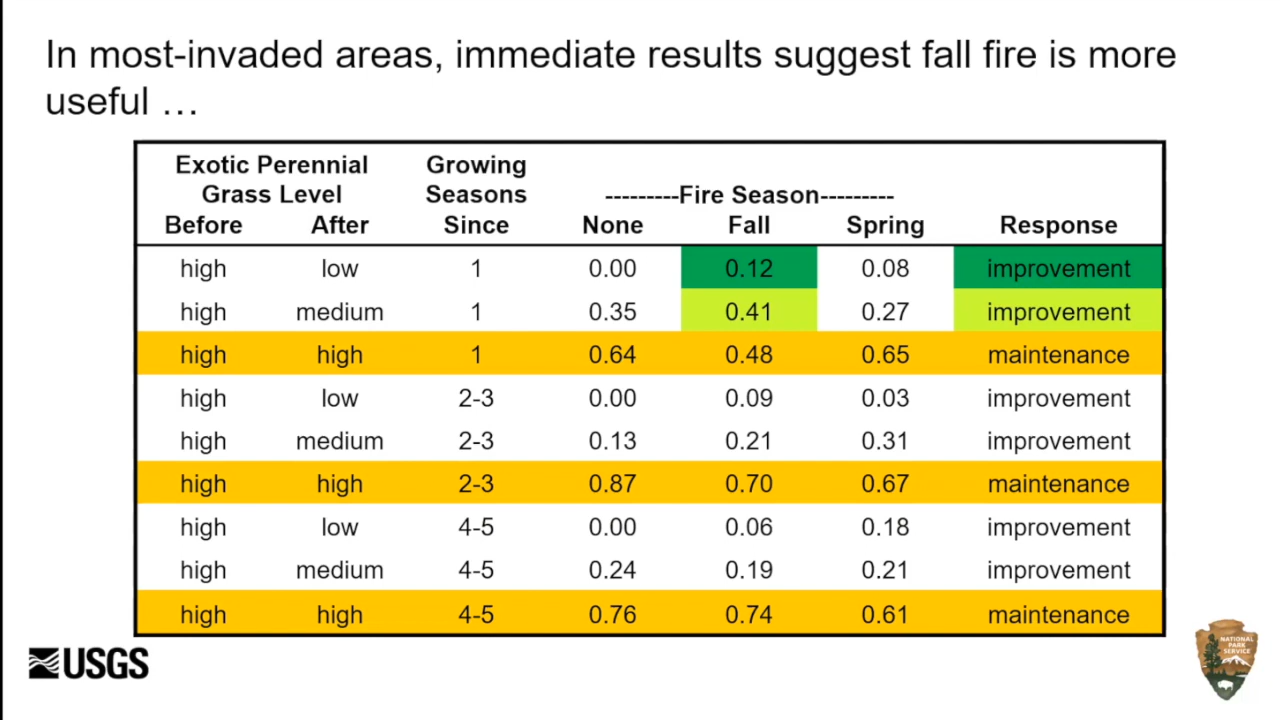 In most-invaded areas, immediate results suggest fall fire is more
useful …
Exotic Perennial Growing
Grass Level Seasons ---------Fire Season---------
Before After Since None Fall Spring Response
high low 1 0.00 0.12 0.08 improvement
high medium 1 0.35 0.41 0.27 improvement
high high 1 0.64 0.48 0.65 maintenance
high low 2-3 0.00 0.09 0.03 improvement
high medium 2-3 0.13 0.21 0.31 improvement
high high 2-3 0.87 0.70 0.67 maintenance
high low 4-5 0.00 0.06 0.18 improvement
high medium 4-5 0.24 0.19 0.21 improvement
high high 4-5 0.76 0.74 0.61 maintenance
USGS
NATIONAL
PARK
SERVICE